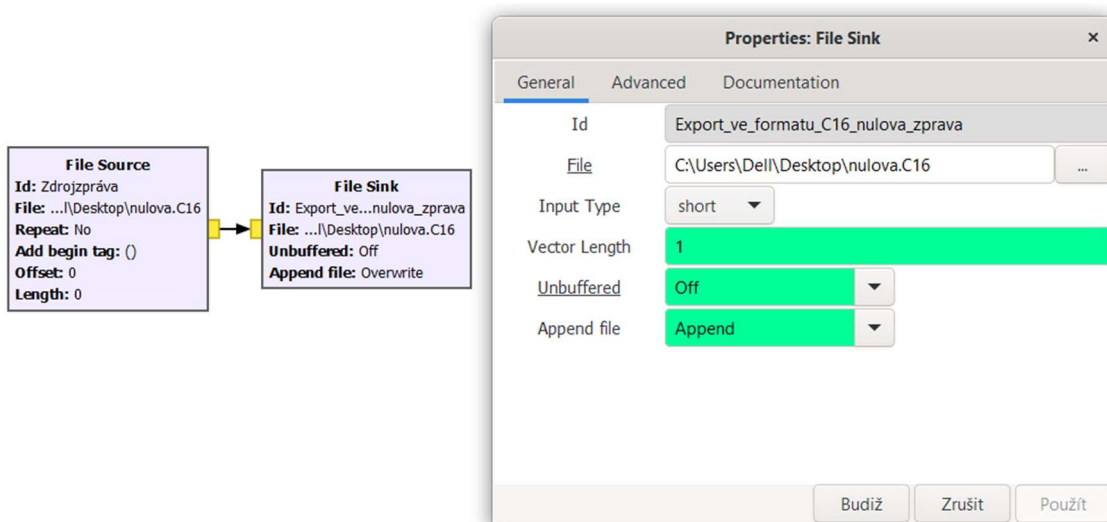 File Source
Id: Zdrojzpráva
File: ...l\Desktop\nulova.C16
Repeat: No
Add begin tag: ()
Offset: 0
Length: 0
File Sink
Id: Export_ve...nulova_zprava
File: ...l\Desktop\nulova.C16
Unbuffered: Off
Append file: Overwrite
Properties: File Sink ×
General Advanced Documentation
Id Export_ve_formatu_C16_nulova_zprava
File C:\Users\Dell\Desktop\nulova.C16 ...
Input Type short
Vector Length 1
Unbuffered Off
Append file Append
Budiž Zrušit Použít